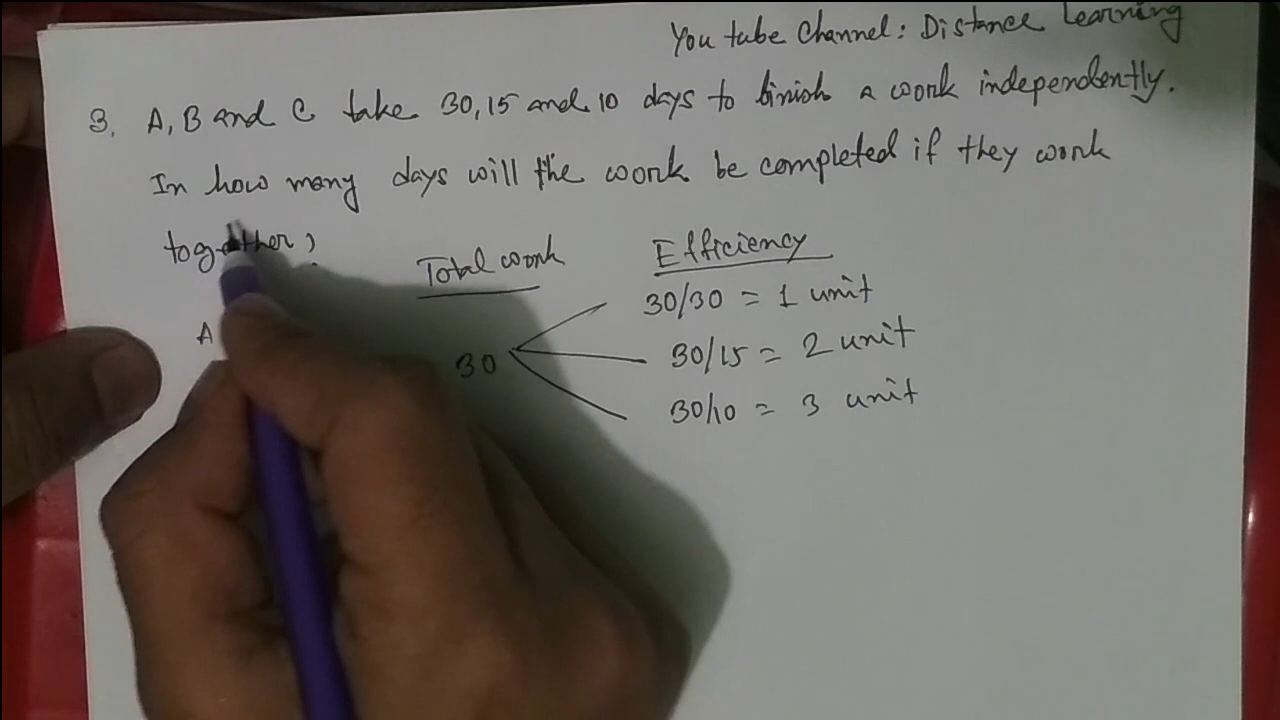 You tube Channel: Distance Learning
3. A, B and C take 30, 15 and 10 days to finish a work independently.
In how many days will the work be completed if they work
together?
Total work
Efficiency
30/30 = 1 unit
A
30
30/15 = 2 unit
30/10 = 3 unit